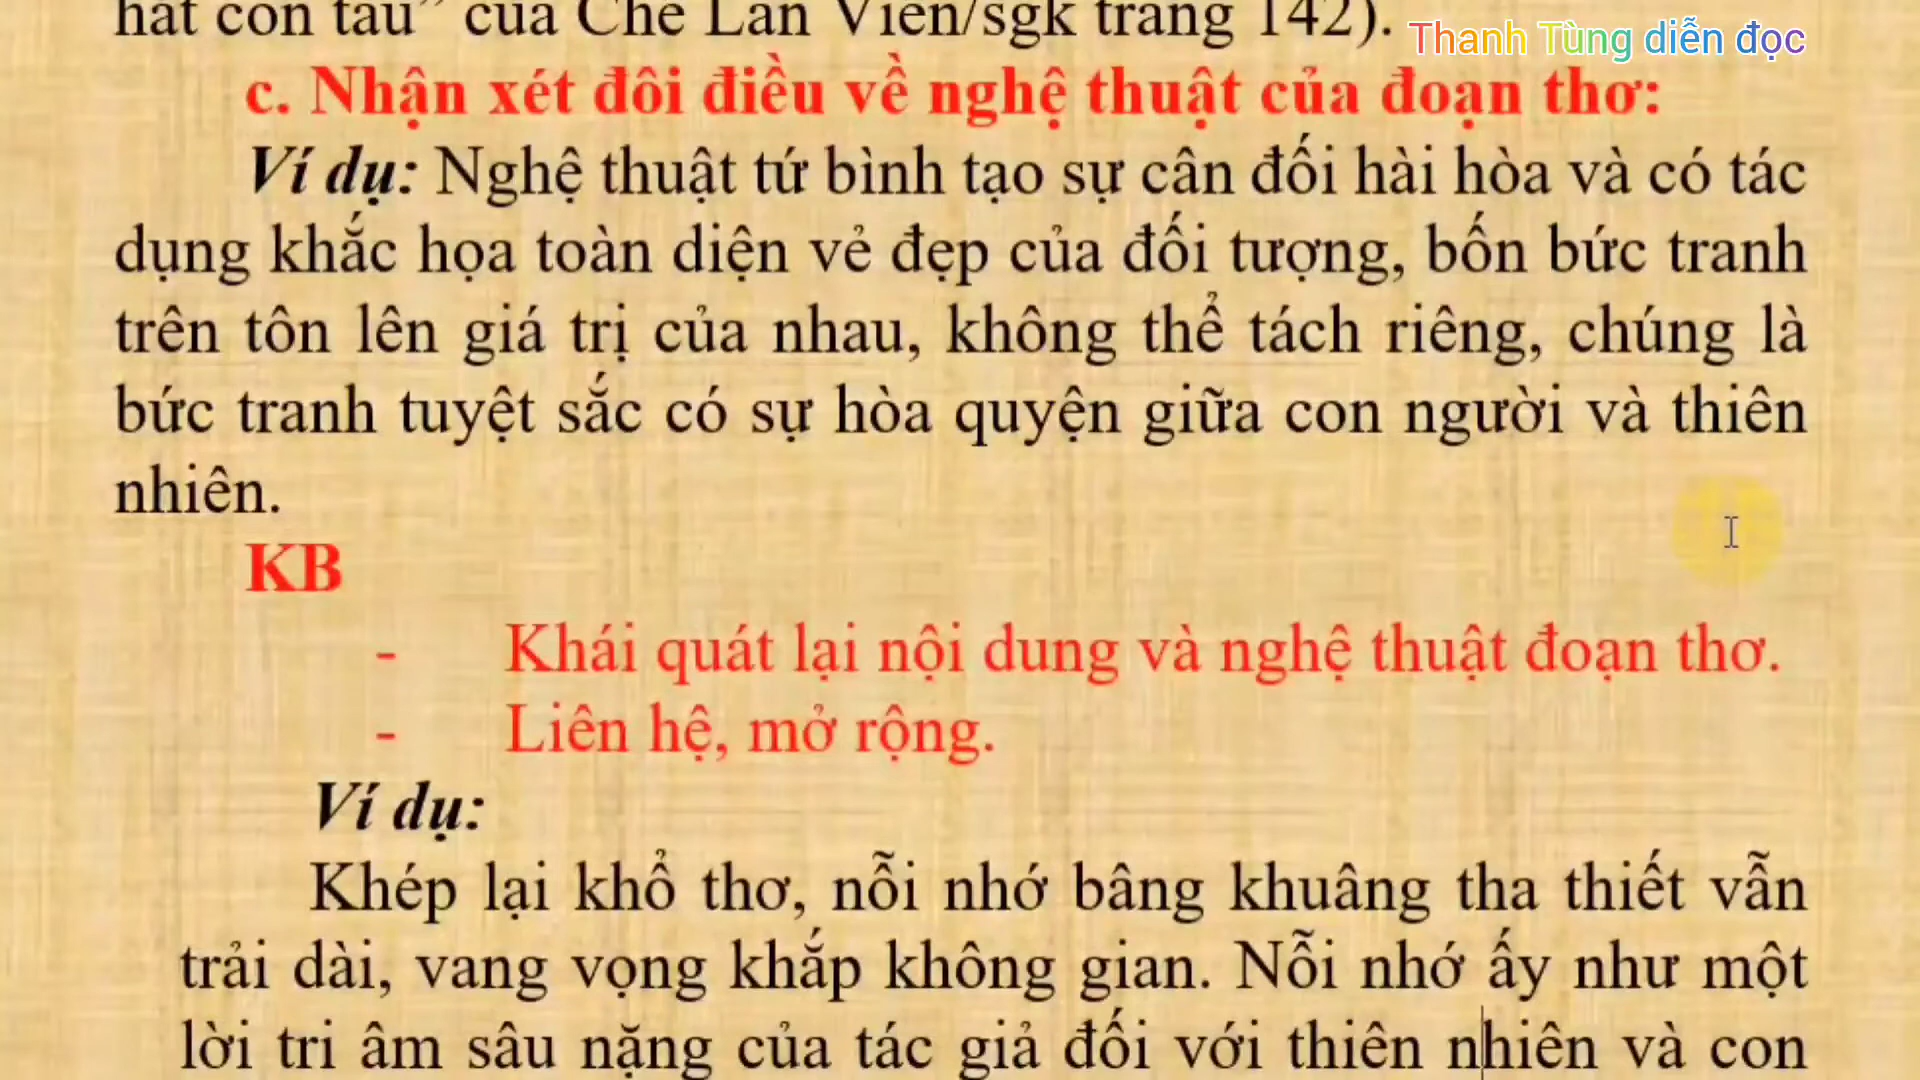 hát con tàu” của Chế Lan Viên/sgk trang 142).
Thanh Tùng diễn đọc
c. Nhận xét đôi điều về nghệ thuật của đoạn thơ:
Ví dụ: Nghệ thuật tứ bình tạo sự cân đối hài hòa và có tác
dụng khắc họa toàn diện vẻ đẹp của đối tượng, bốn bức tranh
trên tôn lên giá trị của nhau, không thể tách riêng, chúng là
bức tranh tuyệt sắc có sự hòa quyện giữa con người và thiên
nhiên.
KB
- Khái quát lại nội dung và nghệ thuật đoạn thơ.
- Liên hệ, mở rộng.
Ví dụ:
Khép lại khổ thơ, nỗi nhớ bâng khuâng tha thiết vẫn
trải dài, vang vọng khắp không gian. Nỗi nhớ ấy như một
lời tri âm sâu nặng của tác giả đối với thiên nhiên và con